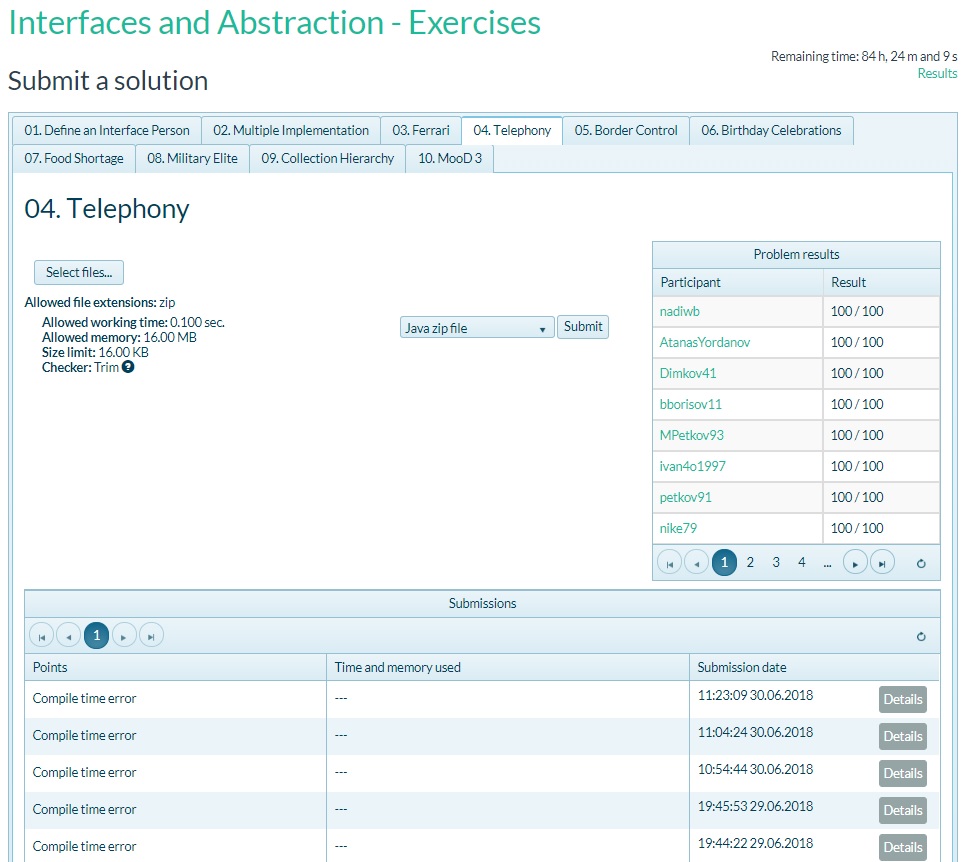 Interfaces and Abstraction - Exercises
Remaining time: 84 h, 24 m and 9 s
Results
Submit a solution
01. Define an Interface Person
02. Multiple Implementation
03. Ferrari
04. Telephony
05. Border Control
06. Birthday Celebrations
07. Food Shortage
08. Military Elite
09. Collection Hierarchy
10. MooD 3
04. Telephony
Select files...
Allowed file extensions: zip
Allowed working time: 0.100 sec.
Allowed memory: 16.00 MB
Size limit: 16.00 KB
Checker: Trim ?
Java zip file
Submit
Problem results
Participant Result
nadiwb 100 / 100
AtanasYordanov 100 / 100
Dimkov41 100 / 100
bborisov11 100 / 100
MPetkov93 100 / 100
ivan4o1997 100 / 100
petkov91 100 / 100
nike79 100 / 100
1 2 3 4 ...
Submissions
1
Points Time and memory used Submission date
Compile time error --- 11:23:09 30.06.2018 Details
Compile time error --- 11:04:24 30.06.2018 Details
Compile time error --- 10:54:44 30.06.2018 Details
Compile time error --- 19:45:53 29.06.2018 Details
Compile time error --- 19:44:22 29.06.2018 Details